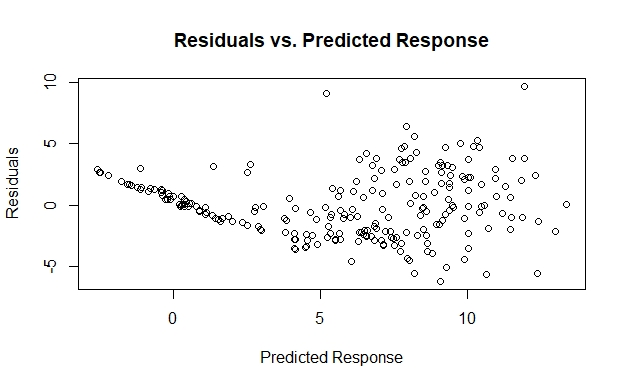 Residuals vs. Predicted Response
10
5
0
-5
Residuals
0 5 10
Predicted Response